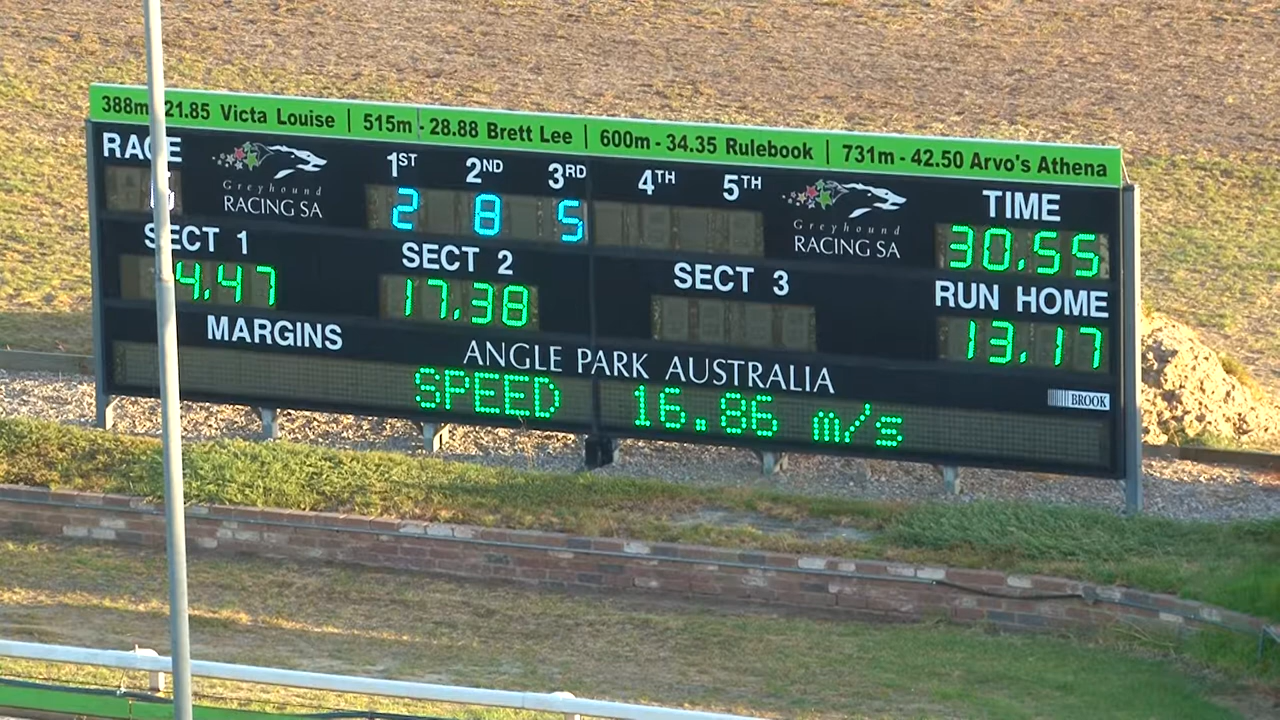 388m 21.85 Victa Louise | 515m - 28.88 Brett Lee | 600m - 34.35 Rulebook | 731m - 42.50 Arvo's Athena
RACE
Greyhound
RACING SA
1ST 2ND 3RD 4TH 5TH
2 8 5
Greyhound
RACING SA
TIME
30.55
SECT 1
4.47
SECT 2
17.38
SECT 3
RUN HOME
13.17
MARGINS
ANGLE PARK AUSTRALIA
BROOK
SPEED 16.86 m/s